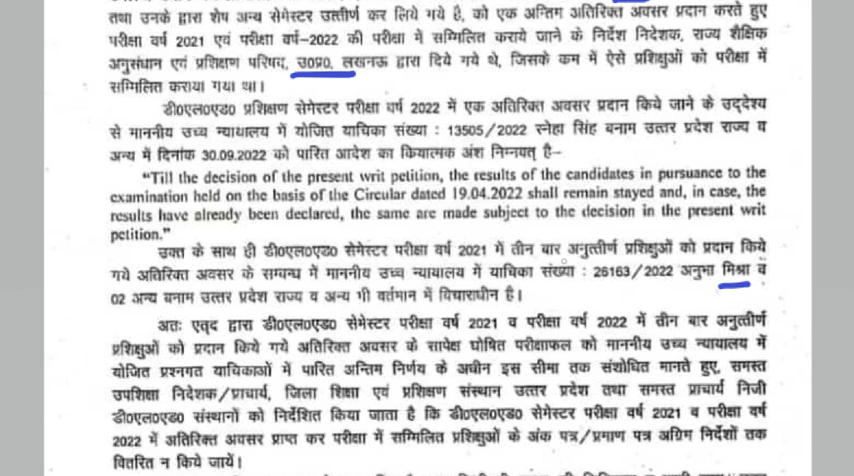 तथा उनके द्वारा शेष अन्य सेमेस्टर उत्तीर्ण कर लिये गये है, को एक अन्तिम अतिरिक्त अवसर प्रदान करते हुए
परीक्षा वर्ष 2021 एवं परीक्षा वर्ष-2022 की परीक्षा में सम्मिलित कराये जाने के निर्देश निदेशक, राज्य शैक्षिक
अनुसंधान एवं प्रशिक्षण परिषद, उ0प्र0, लखनऊ द्वारा दिये गये थे, जिसके कम में ऐसे प्रशिक्षुओं को परीक्षा में
सम्मिलित कराया गया था।
डी०एल०एड० प्रशिक्षण सेमेस्टर परीक्षा वर्ष 2022 में एक अतिरिक्त अवसर प्रदान किये जाने के उद्देश्य
से माननीय उच्च न्यायालय में योजित याचिका संख्या : 13505/2022 स्नेहा सिंह बनाम उत्तर प्रदेश राज्य व
अन्य में दिनांक 30.09.2022 को पारित आदेश का कियात्मक अंश निम्नवत् है-
“Till the decision of the present writ petition, the results of the candidates in pursuance to the
examination held on the basis of the Circular dated 19.04.2022 shall remain stayed and, in case, the
results have already been declared, the same are made subject to the decision in the present writ
petition.”
उक्त के साथ ही डी०एल०एड० सेमेस्टर परीक्षा वर्ष 2021 में तीन बार अनुत्तीर्ण प्रशिक्षुओं को प्रदान किये
गये अतिरिक्त अवसर के सम्बन्ध में माननीय उच्च न्यायालय में याचिका संख्या : 26163/2022 अनुभा मिश्रा व
02 अन्य बनाम उत्तर प्रदेश राज्य व अन्य भी वर्तमान में विचाराधीन है।
अतः एतद् द्वारा डी०एल०एड० सेमेस्टर परीक्षा वर्ष 2021 व परीक्षा वर्ष 2022 में तीन बार अनुत्तीर्ण
प्रशिक्षुओं को प्रदान किये गये अतिरिक्त अवसर के सापेक्ष घोषित परीक्षाफल को माननीय उच्च न्यायालय में
योजित प्रश्नगत याचिकाओं में पारित अन्तिम निर्णय के अधीन इस सीमा तक संशोधित मानते हुए, समस्त
उपशिक्षा निदेशक/प्राचार्य, जिला शिक्षा एवं प्रशिक्षण संस्थान उत्तर प्रदेश तथा समस्त प्राचार्य निजी
डी०एल०एड० संस्थानों को निर्देशित किया जाता है कि डी०एल०एड० सेमेस्टर परीक्षा वर्ष 2021 व परीक्षा वर्ष
2022 में अतिरिक्त अवसर प्राप्त कर परीक्षा में सम्मिलित प्रशिक्षुओं के अंक पत्र/प्रमाण पत्र अग्रिम निर्देशों तक
वितरित न किये जायें।